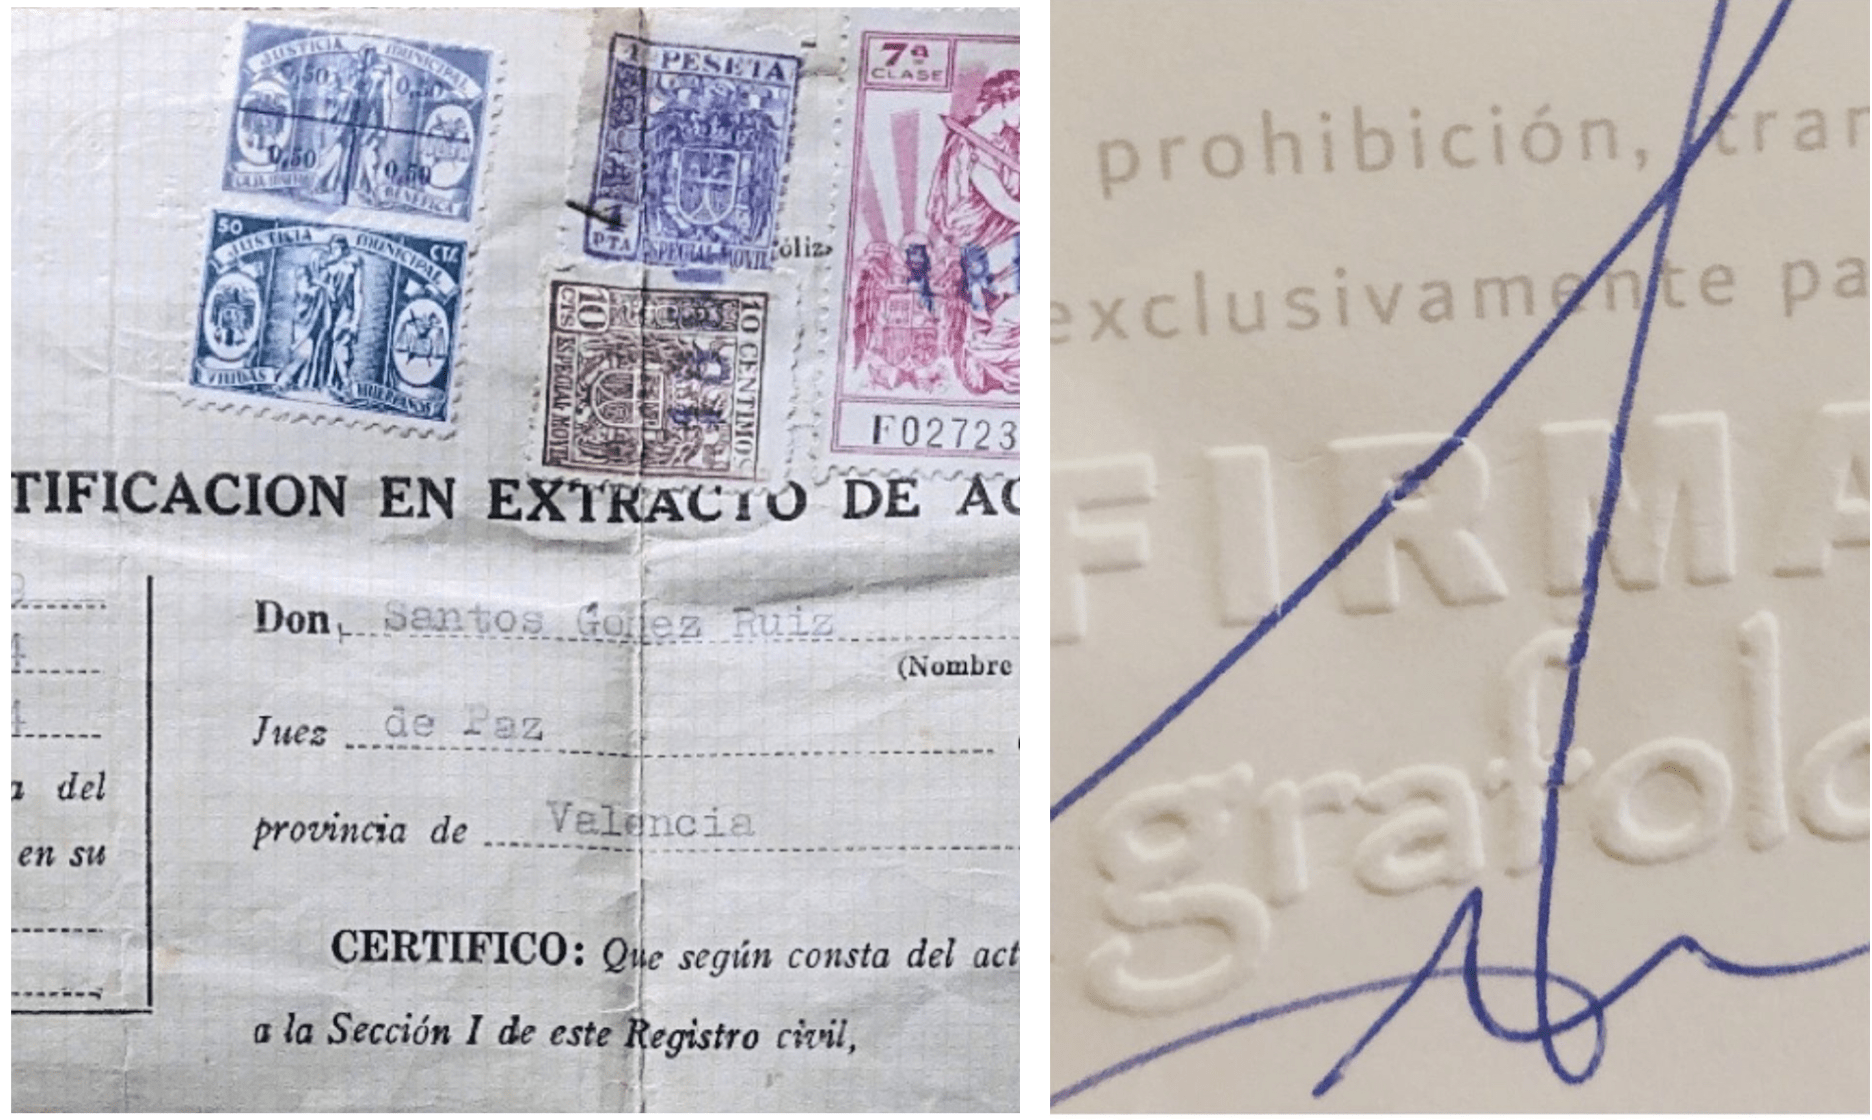 JUSTICIA MUNICIPAL
0,50 0,50
0,50 0,50
BENÉFICA
50 CTS
JUSTICIA MUNICIPAL
VIUDAS HUERFANOS
1 PESETA
1
PTA ESPECIAL MOVIL
óliz
10 CTS ESPECIAL MOVIL
10 CENTIMOS
7ª
CLASE
F02723
TIFICACION EN EXTRACTO DE AC
Don, Santos Gomez Ruiz
(Nombre
Juez de Paz
provincia de Valencia
a del
en su
CERTIFICO: Que según consta del act
a la Sección I de este Registro civil,
prohibición, tran
exclusivamente pa
FIRMA
grafolo